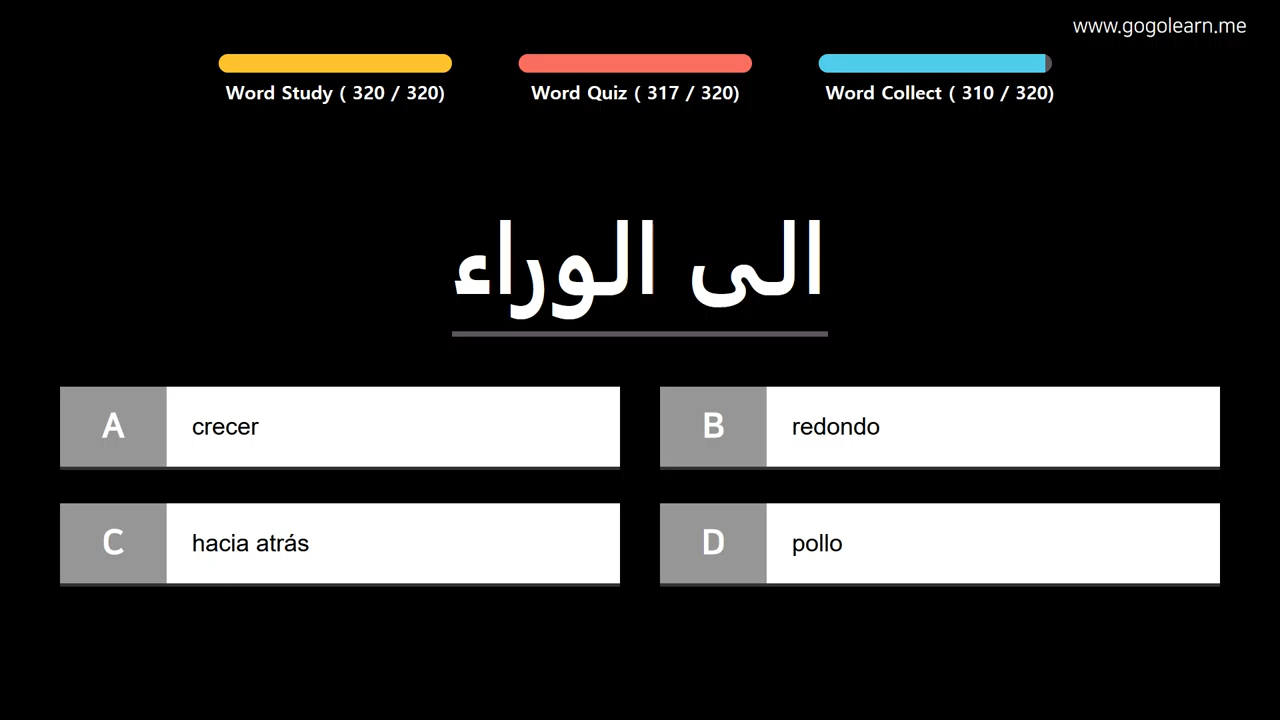 www.gogolearn.me
Word Study ( 320 / 320)
Word Quiz ( 317 / 320)
Word Collect ( 310 / 320)
الى الوراء
A
crecer
B
redondo
C
hacia atrás
D
pollo